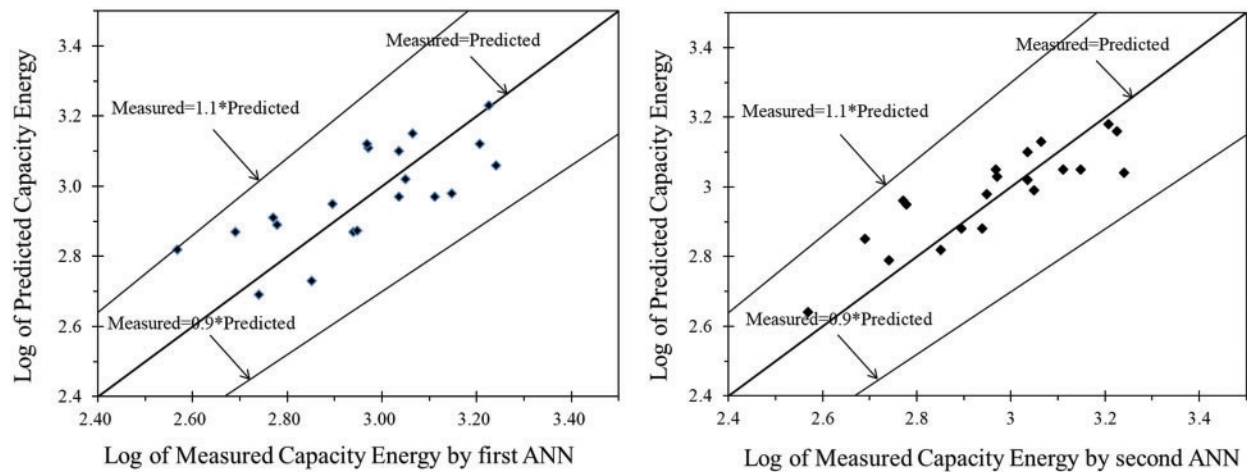 3.4
3.2
3.0
2.8
2.6
2.4
Log of Predicted Capacity Energy
Measured=Predicted
Measured=1.1*Predicted
Measured=0.9*Predicted
2.40 2.60 2.80 3.00 3.20 3.40
Log of Measured Capacity Energy by first ANN
3.4
3.2
3.0
2.8
2.6
2.4
Log of Predicted Capacity Energy
Measured=Predicted
Measured=1.1*Predicted
Measured=0.9*Predicted
2.4 2.6 2.8 3 3.2 3.4
Log of Measured Capacity Energy by second ANN